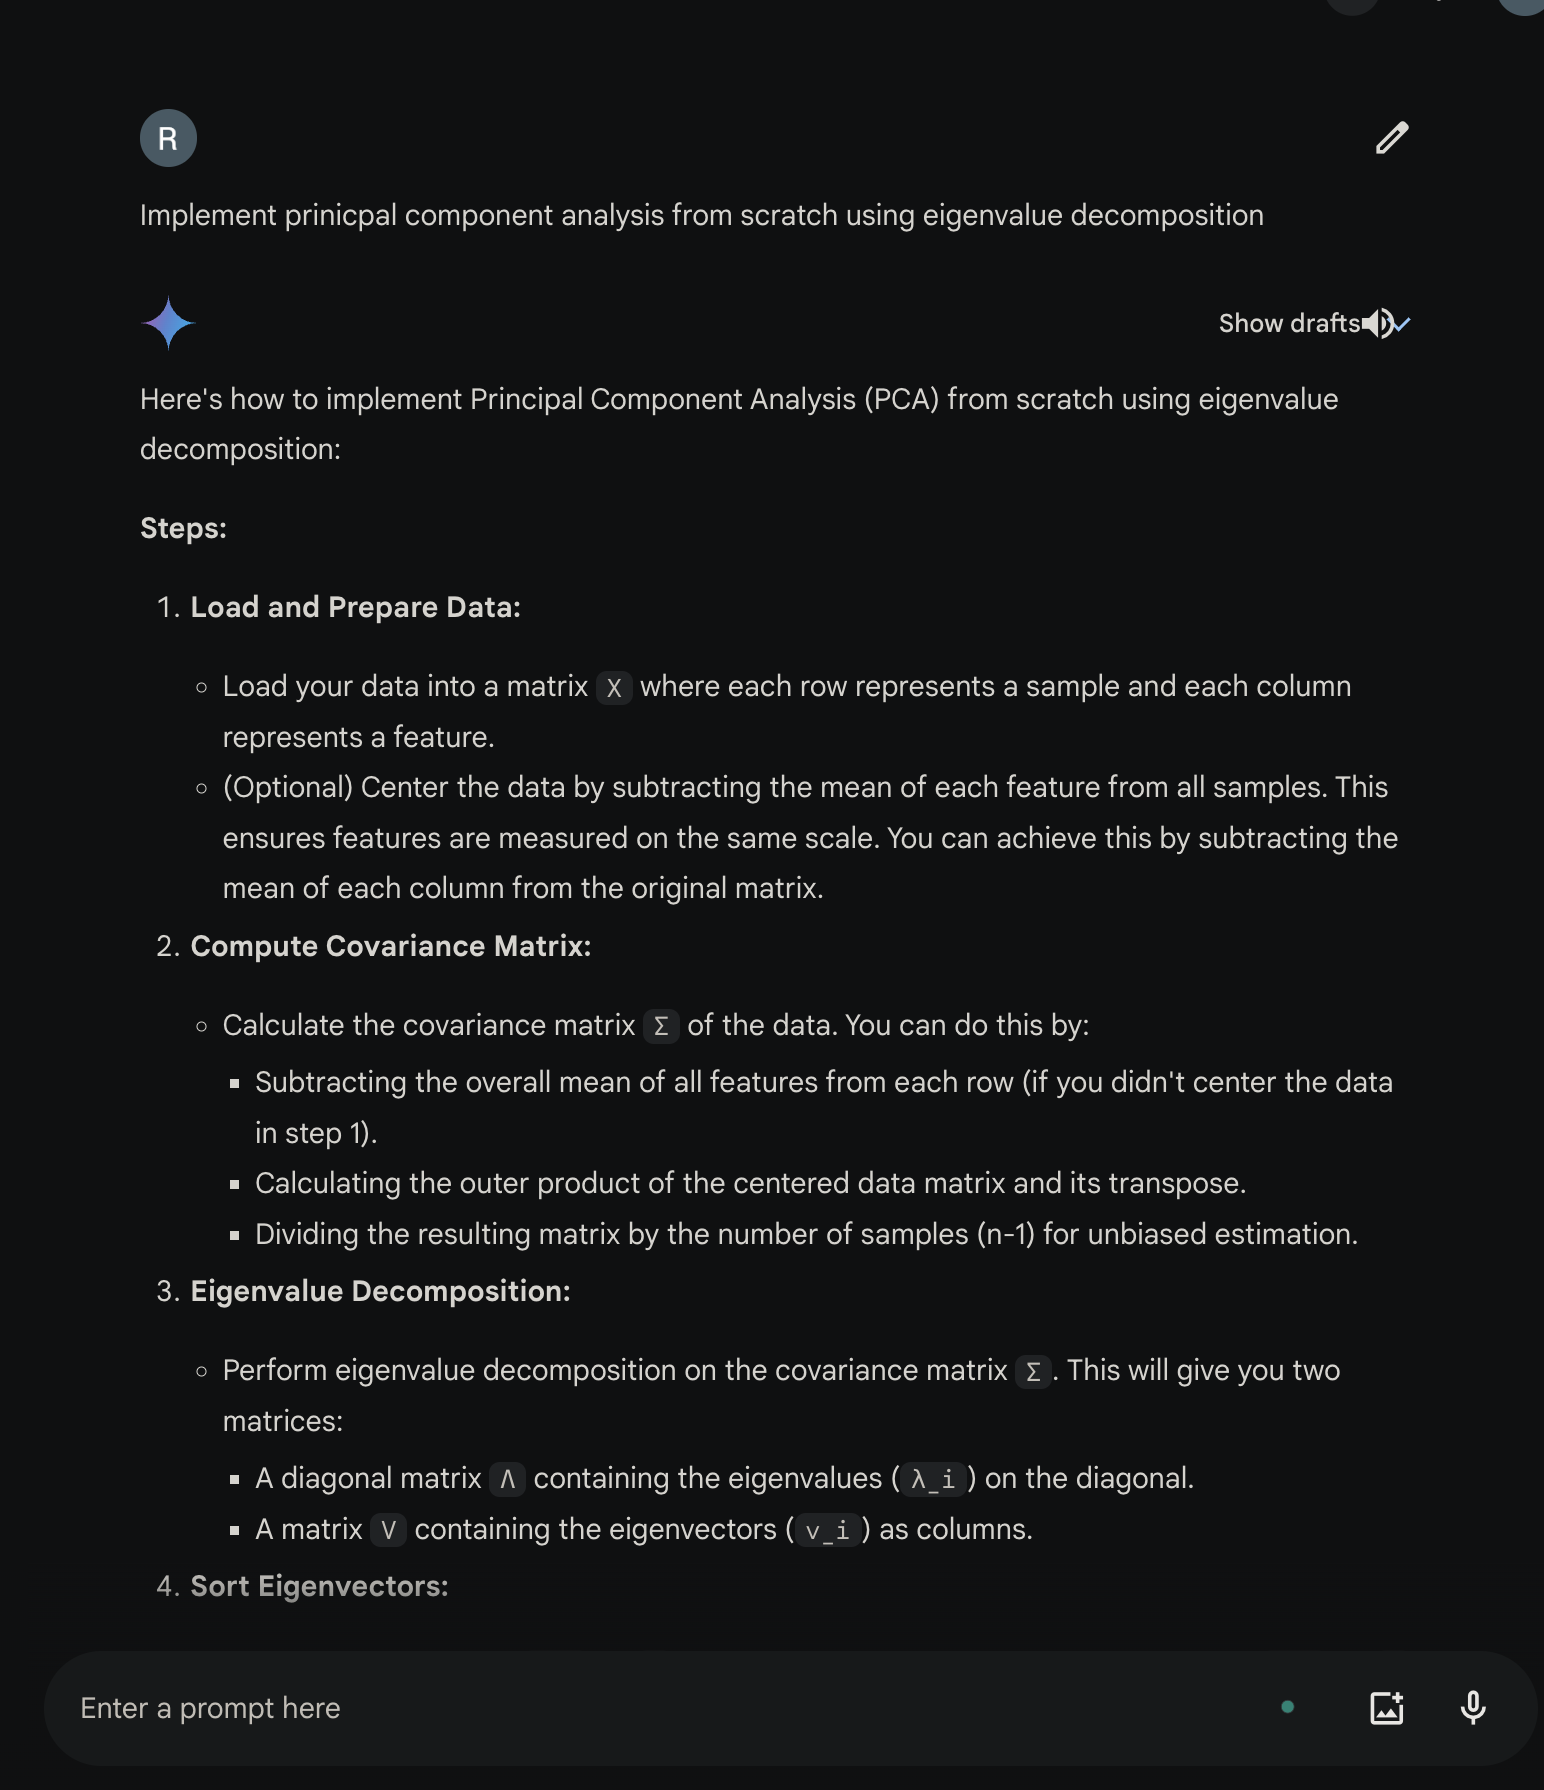 R
Implement prinicpal component analysis from scratch using eigenvalue decomposition
Show drafts
Here's how to implement Principal Component Analysis (PCA) from scratch using eigenvalue
decomposition:
Steps:
1. Load and Prepare Data:
Load your data into a matrix X where each row represents a sample and each column
represents a feature.
(Optional) Center the data by subtracting the mean of each feature from all samples. This
ensures features are measured on the same scale. You can achieve this by subtracting the
mean of each column from the original matrix.
2. Compute Covariance Matrix:
Calculate the covariance matrix Σ of the data. You can do this by:
Subtracting the overall mean of all features from each row (if you didn't center the data
in step 1).
Calculating the outer product of the centered data matrix and its transpose.
Dividing the resulting matrix by the number of samples (n-1) for unbiased estimation.
3. Eigenvalue Decomposition:
Perform eigenvalue decomposition on the covariance matrix Σ. This will give you two
matrices:
A diagonal matrix Λ containing the eigenvalues (λ_i) on the diagonal.
A matrix V containing the eigenvectors (v_i) as columns.
4. Sort Eigenvectors:
Enter a prompt here